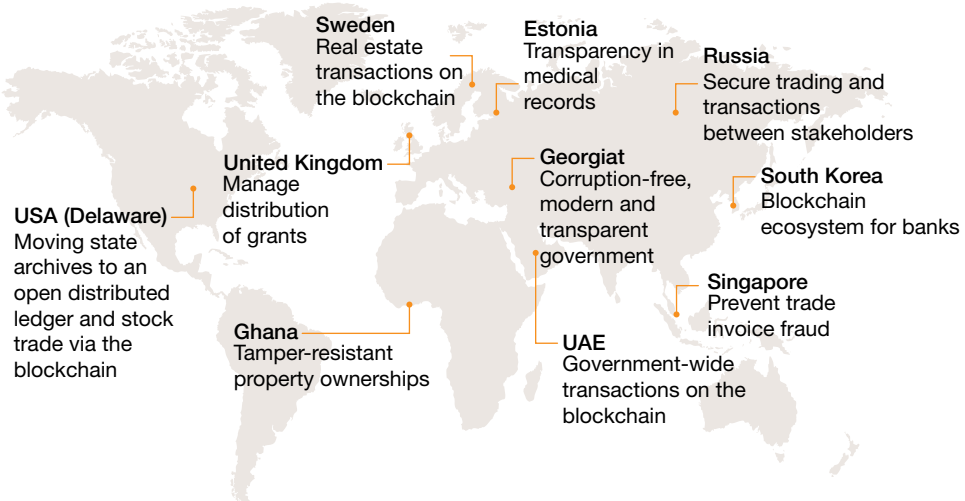 Sweden
Real estate
transactions on
the blockchain
Estonia
Transparency in
medical
records
Russia
Secure trading and
transactions
between stakeholders
United Kingdom
Manage
distribution
of grants
Georgiat
Corruption-free,
modern and
transparent
government
South Korea
Blockchain
ecosystem for banks
USA (Delaware)
Moving state
archives to an
open distributed
ledger and stock
trade via the
blockchain
Singapore
Prevent trade
invoice fraud
Ghana
Tamper-resistant
property ownerships
UAE
Government-wide
transactions on the
blockchain